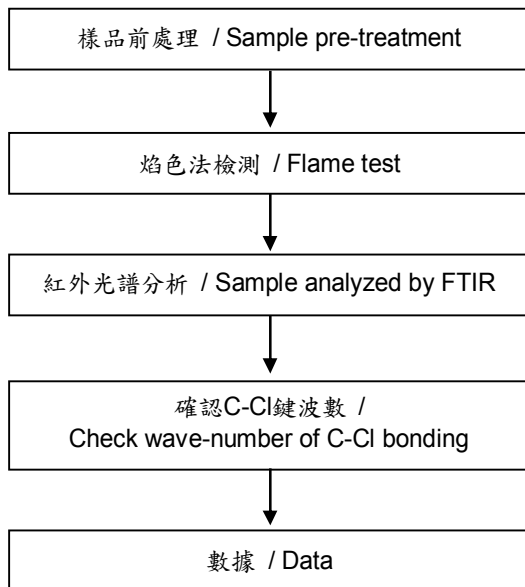 樣品前處理 / Sample pre-treatment
焰色法檢測 / Flame test
紅外光譜分析 / Sample analyzed by FTIR
確認C-Cl鍵波數 /
Check wave-number of C-Cl bonding
數據 / Data